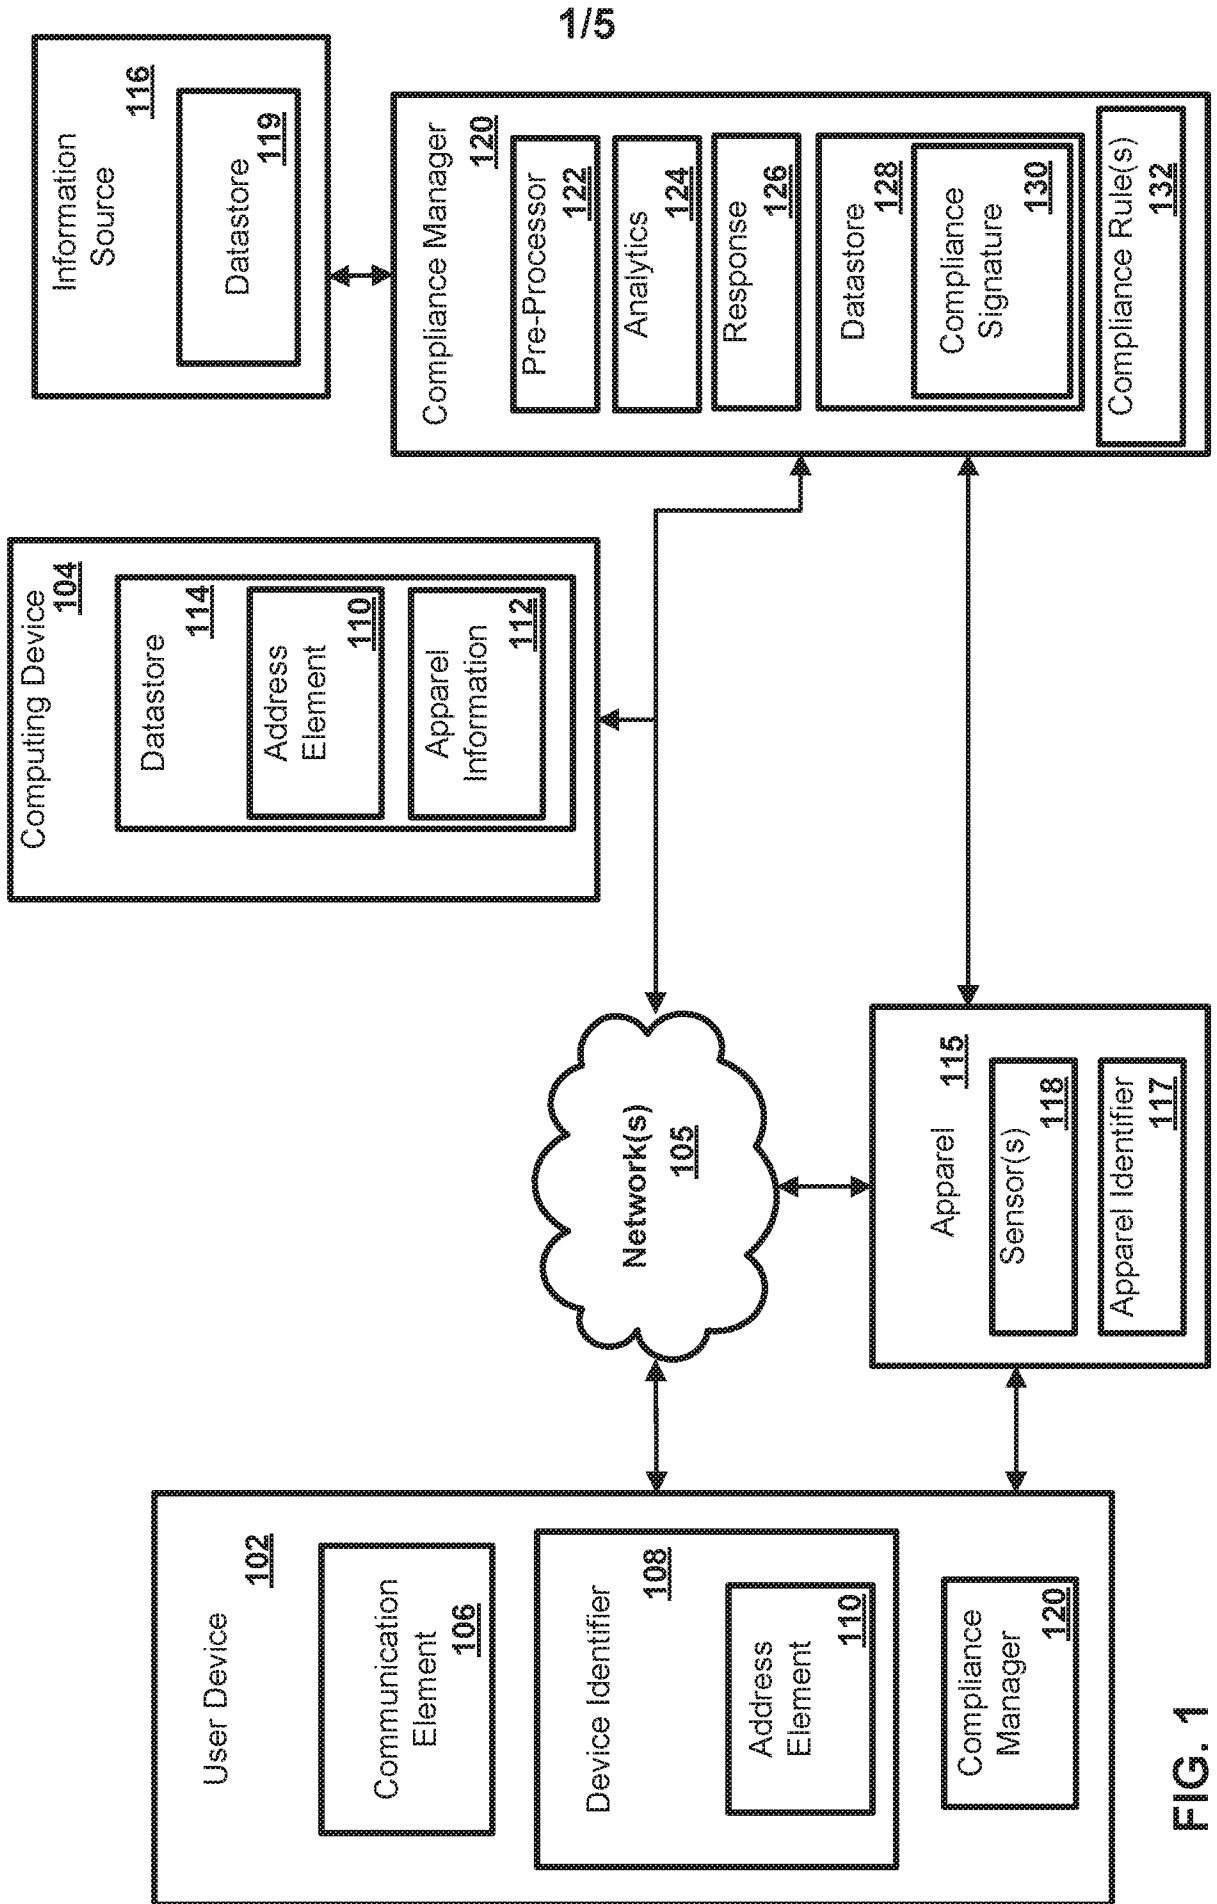 1/5
User Device
102
Communication
Element
106
Device Identifier
108
Address
Element
110
Compliance
Manager
120
Network(s)
105
Apparel
115
Sensor(s)
118
Apparel Identifier
117
Computing Device
104
Datastore
114
Address
Element
110
Apparel
Information
112
Information
Source
116
Datastore
119
Compliance Manager
120
Pre-Processor
122
Analytics
124
Response
126
Datastore
128
Compliance
Signature
130
Compliance Rule(s)
132
FIG. 1